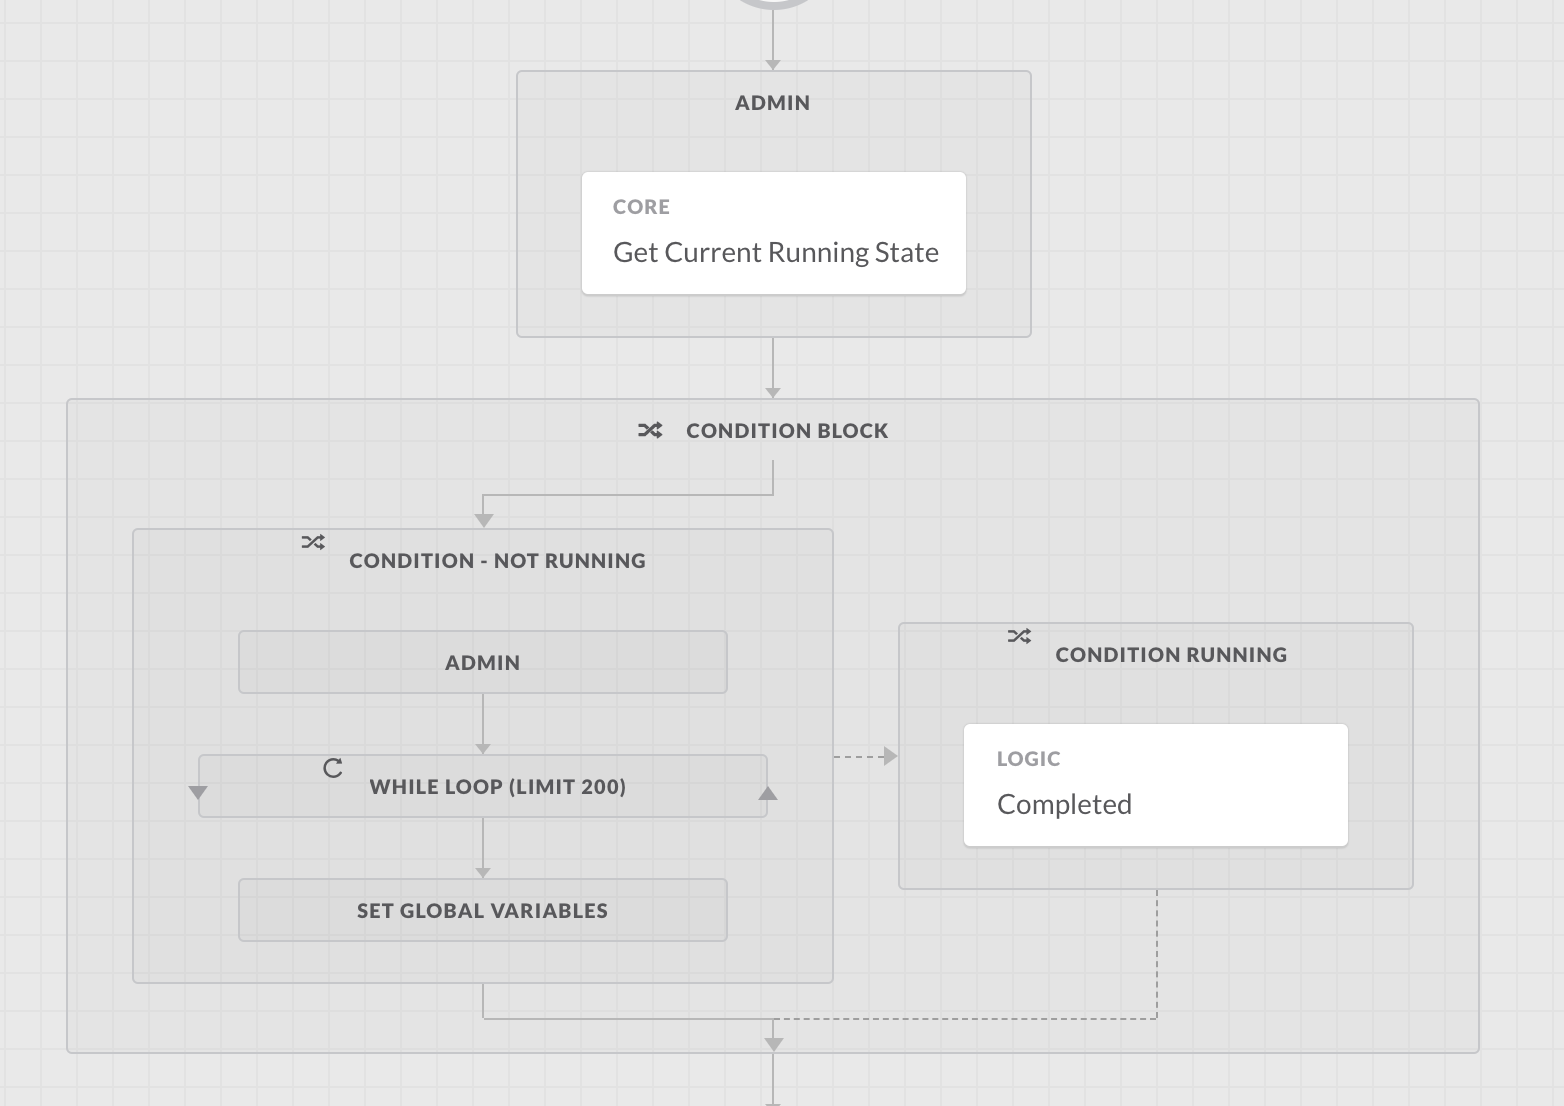 ADMIN
CORE
Get Current Running State
CONDITION BLOCK
CONDITION - NOT RUNNING
ADMIN
WHILE LOOP (LIMIT 200)
SET GLOBAL VARIABLES
CONDITION RUNNING
LOGIC
Completed